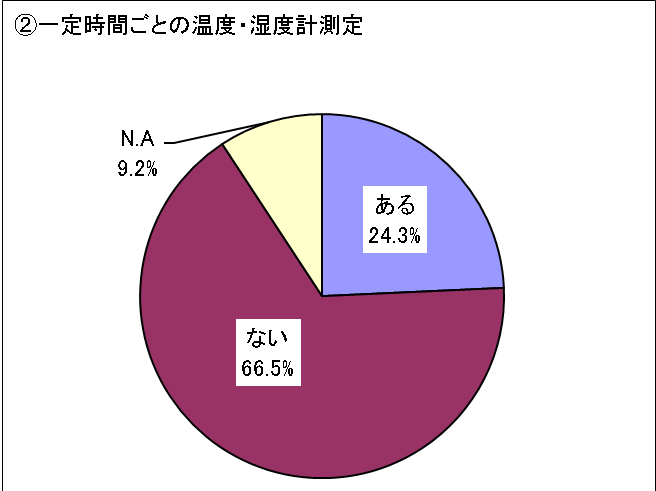 ②一定時間ごとの温度・湿度計測定
N.A
9.2%
ある
24.3%
ない
66.5%